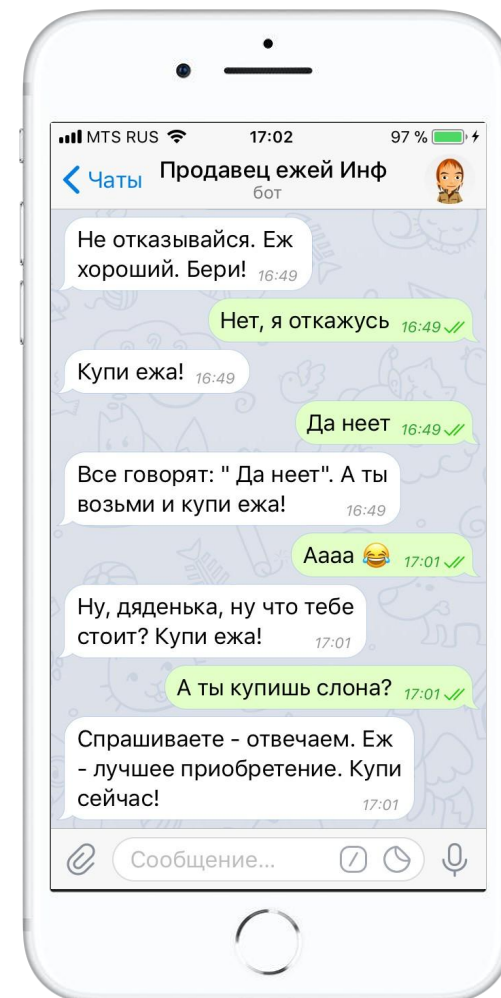 MTS RUS 17:02 97 %
Чаты Продавец ежей Инф
бот
Не отказывайся. Еж
хороший. Бери! 16:49
Нет, я откажусь 16:49
Купи ежа! 16:49
Да неет 16:49
Все говорят: " Да неет". А ты
возьми и купи ежа! 16:49
Аааа 😂 17:01
Ну, дяденька, ну что тебе
стоит? Купи ежа! 17:01
А ты купишь слона? 17:01
Спрашиваете - отвечаем. Еж
- лучшее приобретение. Купи
сейчас! 17:01
Сообщение...